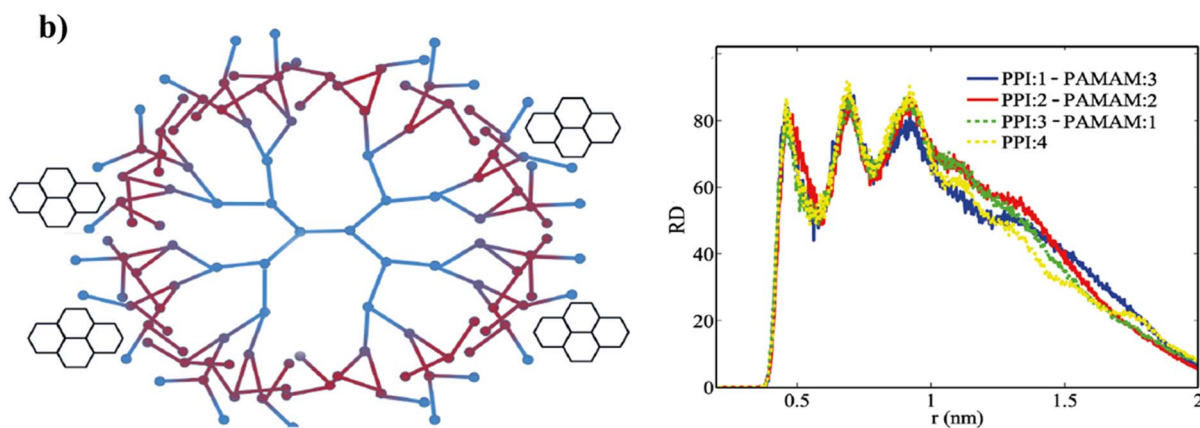 b)
PPI:1 - PAMAM:3
PPI:2 - PAMAM:2
PPI:3 - PAMAM:1
PPI:4
RD
80
60
40
20
0
0.5
1
1.5
2
r (nm)